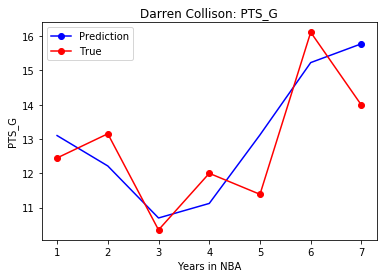 Darren Collison: PTS_G
Prediction
True
16
15
14
13
12
11
PTS_G
1 2 3 4 5 6 7
Years in NBA